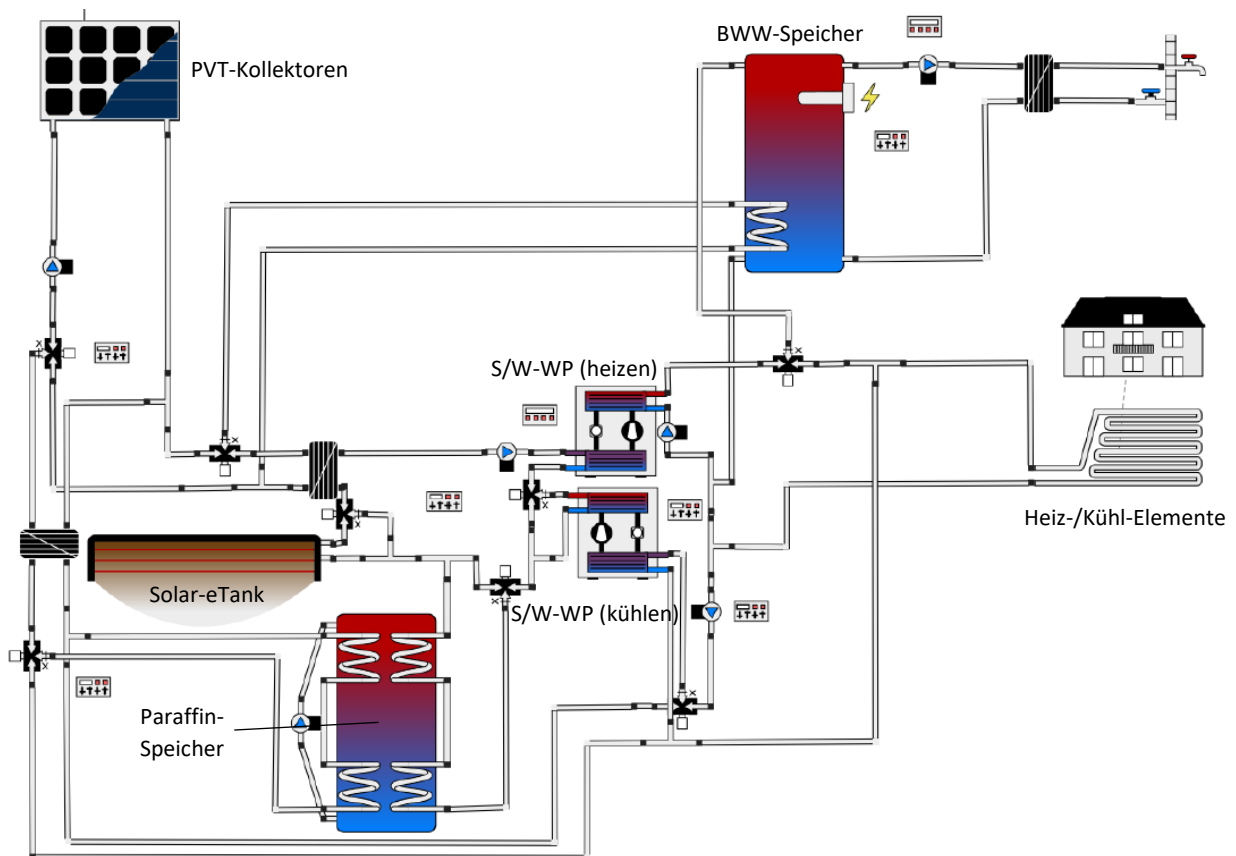 BWW-Speicher
PVT-Kollektoren
S/W-WP (heizen)
Heiz-/Kühl-Elemente
Solar-eTank
S/W-WP (kühlen)
Paraffin-
Speicher